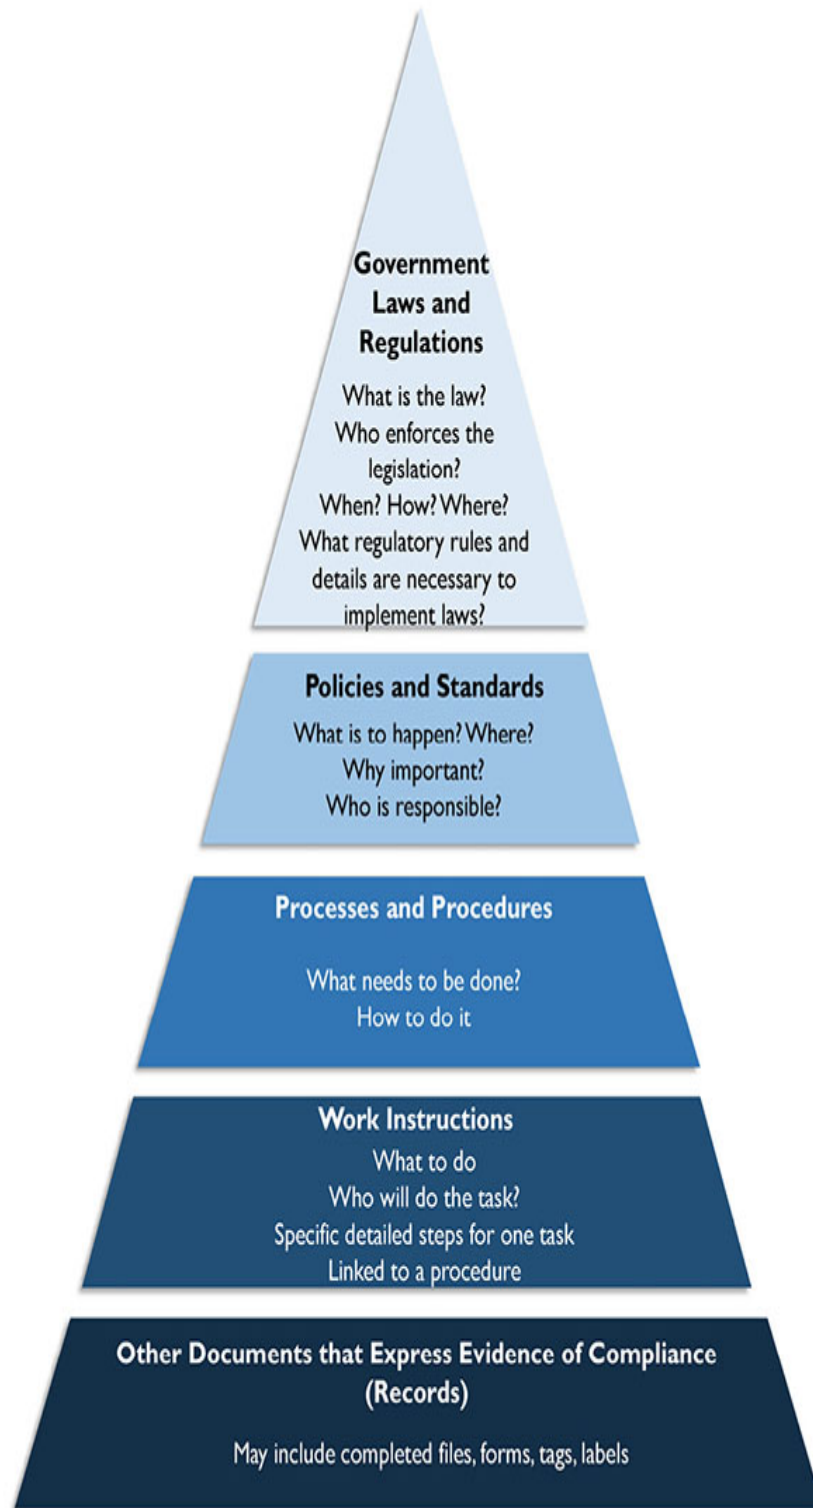 Government
Laws and
Regulations
What is the law?
Who enforces the
legislation?
When? How? Where?
What regulatory rules and
details are necessary to
implement laws?
Policies and Standards
What is to happen? Where?
Why important?
Who is responsible?
Processes and Procedures
What needs to be done?
How to do it
Work Instructions
What to do
Who will do the task?
Specific detailed steps for one task
Linked to a procedure
Other Documents that Express Evidence of Compliance
(Records)
May include completed files, forms, tags, labels